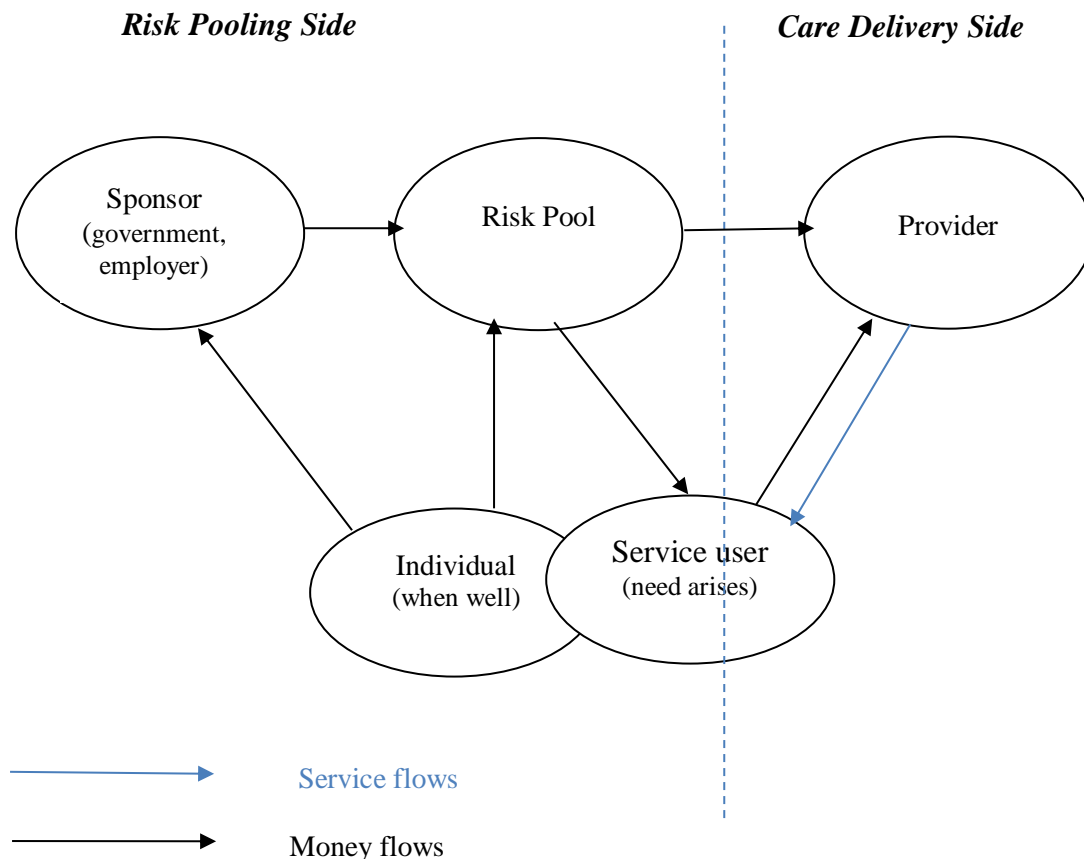 Risk Pooling Side
Care Delivery Side
Sponsor
(government,
employer)
Risk Pool
Provider
Individual
(when well)
Service user
(need arises)
Service flows
Money flows